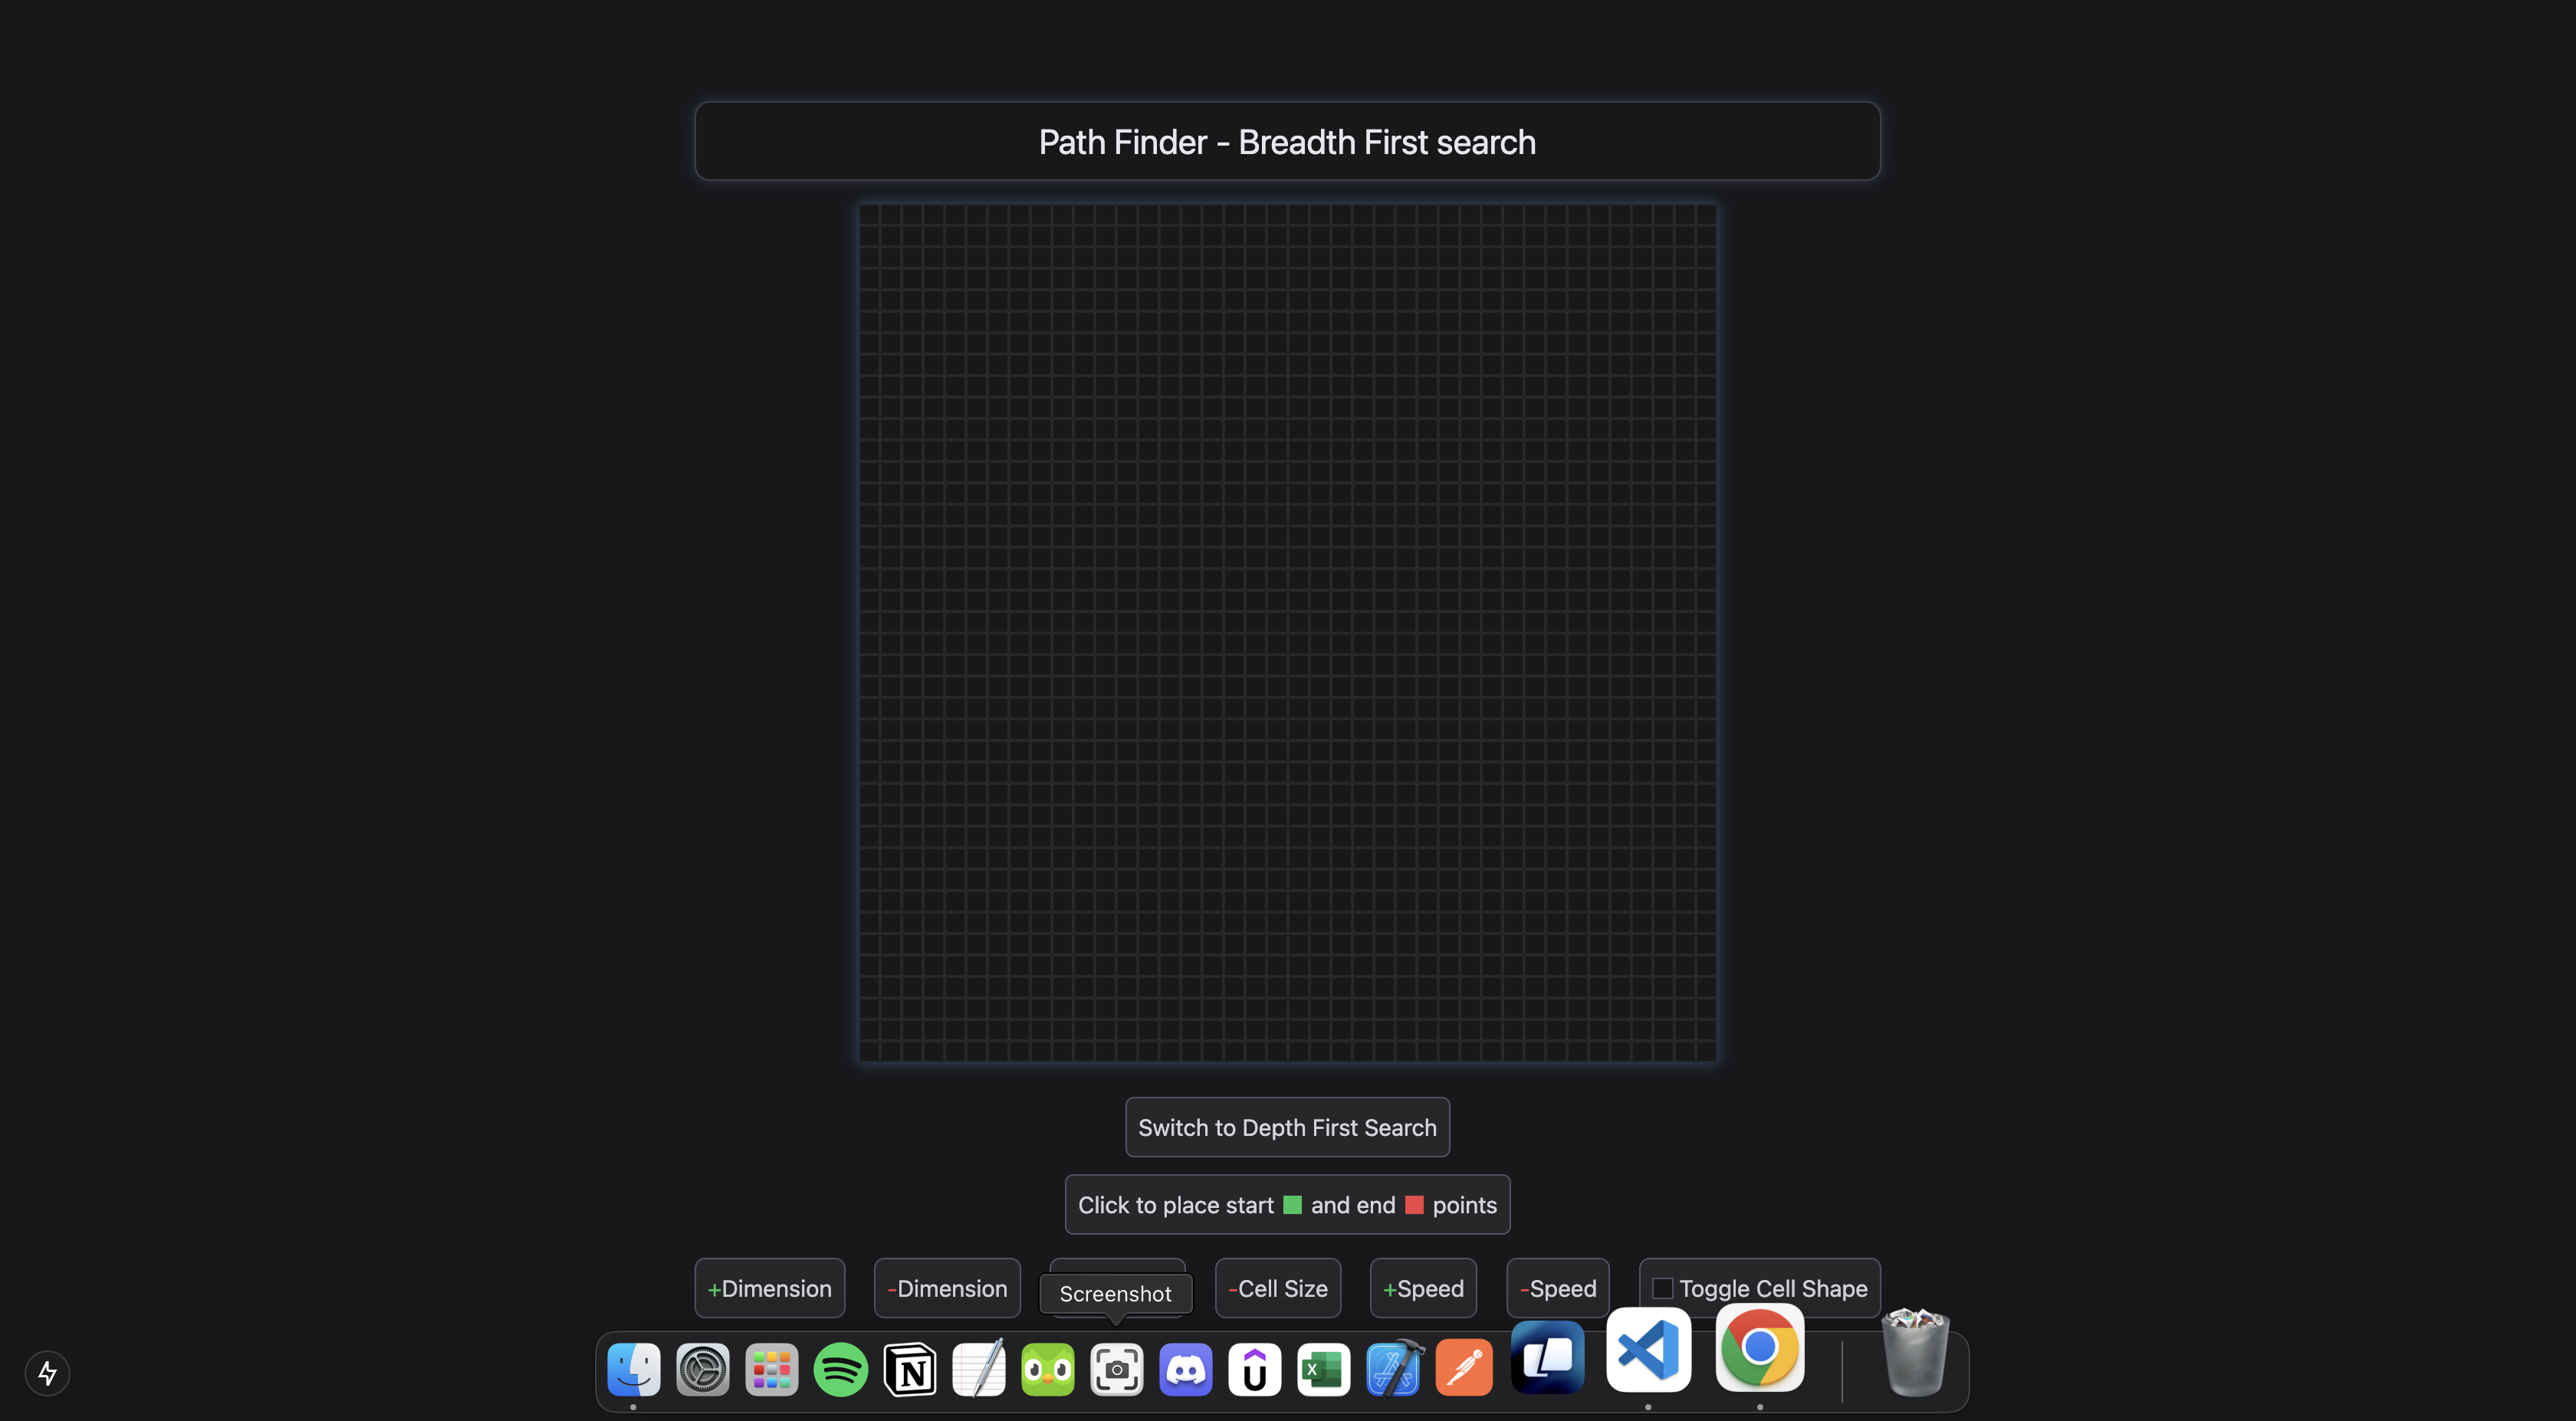 Path Finder - Breadth First search
Switch to Depth First Search
Click to place start and end points
+Dimension -Dimension Screenshot -Cell Size +Speed -Speed Toggle Cell Shape